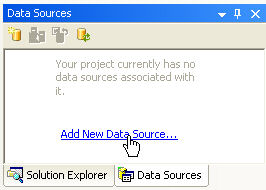 Data Sources
Your project currently has no
data sources associated with
it.
Add New Data Source...
Solution Explorer
Data Sources